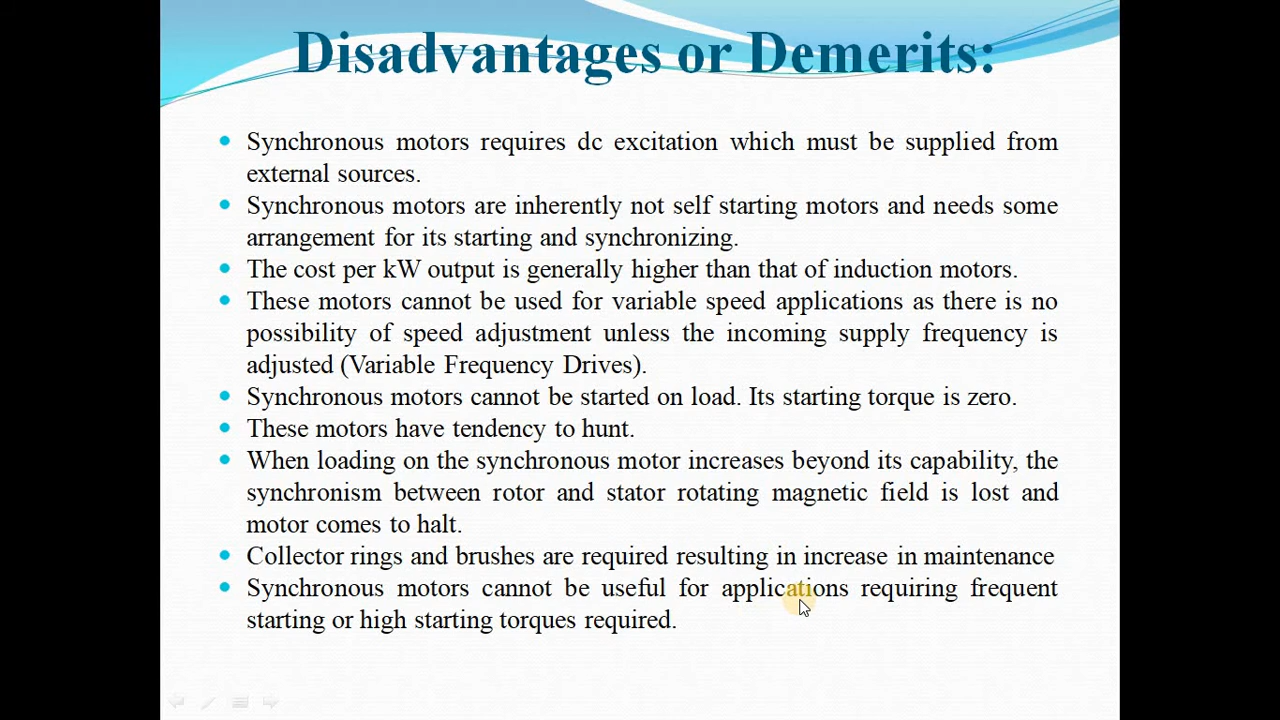 Disadvantages or Demerits:
• Synchronous motors requires dc excitation which must be supplied from
external sources.
• Synchronous motors are inherently not self starting motors and needs some
arrangement for its starting and synchronizing.
• The cost per kW output is generally higher than that of induction motors.
• These motors cannot be used for variable speed applications as there is no
possibility of speed adjustment unless the incoming supply frequency is
adjusted (Variable Frequency Drives).
• Synchronous motors cannot be started on load. Its starting torque is zero.
• These motors have tendency to hunt.
• When loading on the synchronous motor increases beyond its capability, the
synchronism between rotor and stator rotating magnetic field is lost and
motor comes to halt.
• Collector rings and brushes are required resulting in increase in maintenance
• Synchronous motors cannot be useful for applications requiring frequent
starting or high starting torques required.